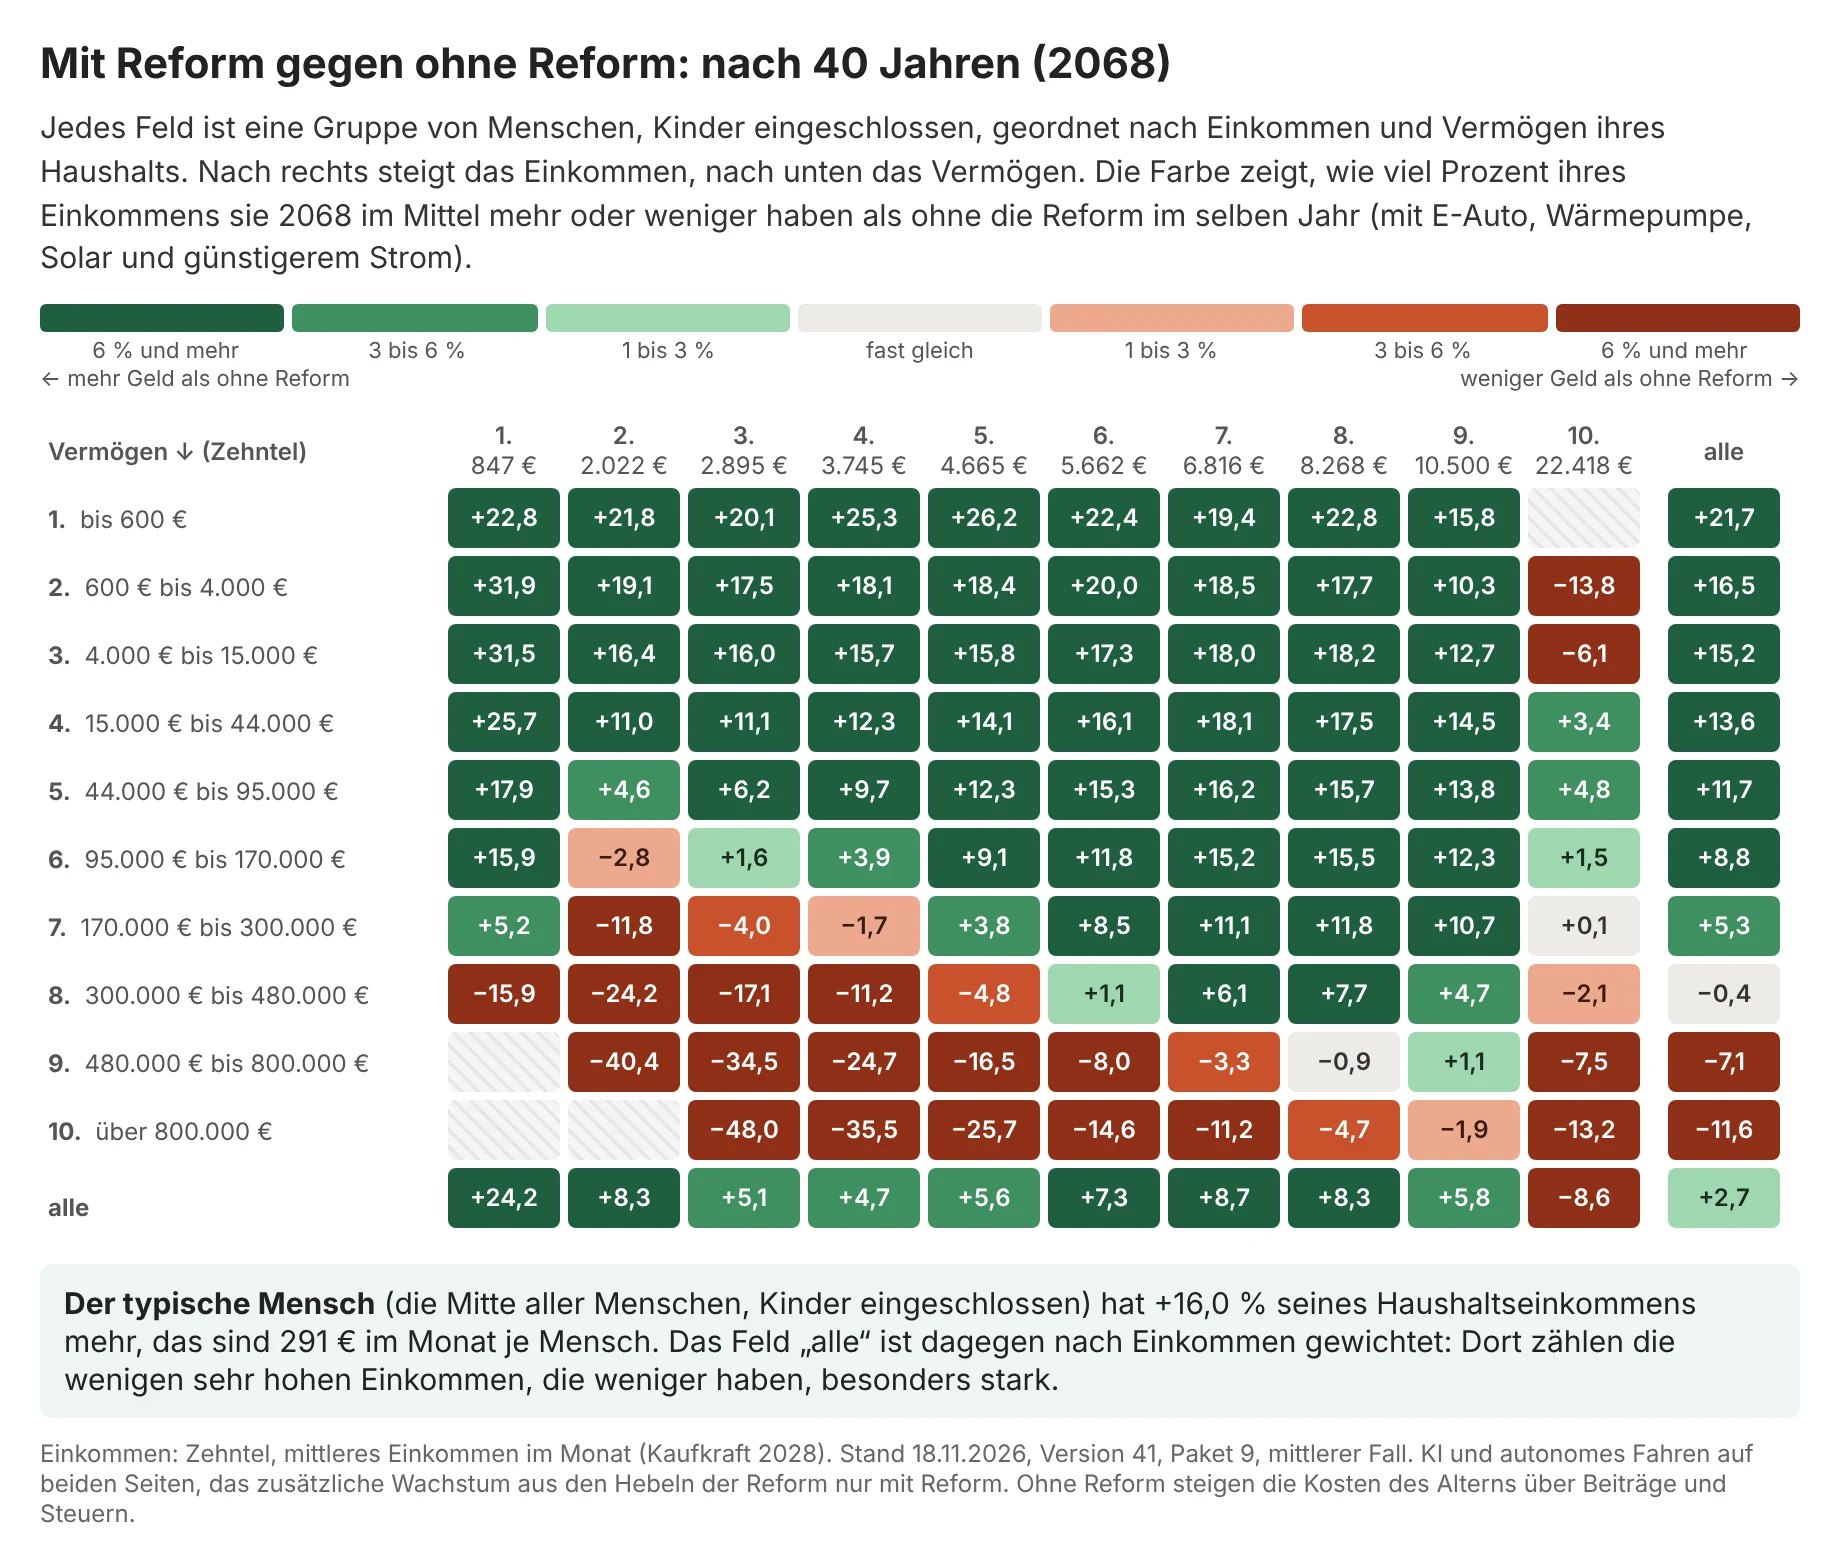 Mit Reform gegen ohne Reform: nach 40 Jahren (2068)
Jedes Feld ist eine Gruppe von Menschen, Kinder eingeschlossen, geordnet nach Einkommen und Vermögen ihres
Haushalts. Nach rechts steigt das Einkommen, nach unten das Vermögen. Die Farbe zeigt, wie viel Prozent ihres
Einkommens sie 2068 im Mittel mehr oder weniger haben als ohne die Reform im selben Jahr (mit E-Auto, Wärmepumpe,
Solar und günstigerem Strom).
6 % und mehr 3 bis 6 % 1 bis 3 % fast gleich 1 bis 3 % 3 bis 6 % 6 % und mehr
← mehr Geld als ohne Reform weniger Geld als ohne Reform →
Vermögen ↓ (Zehntel) 1. 2. 3. 4. 5. 6. 7. 8. 9. 10. alle
847 € 2.022 € 2.895 € 3.745 € 4.665 € 5.662 € 6.816 € 8.268 € 10.500 € 22.418 €
1. bis 600 € +22,8 +21,8 +20,1 +25,3 +26,2 +22,4 +19,4 +22,8 +15,8 +21,7
2. 600 € bis 4.000 € +31,9 +19,1 +17,5 +18,1 +18,4 +20,0 +18,5 +17,7 +10,3 −13,8 +16,5
3. 4.000 € bis 15.000 € +31,5 +16,4 +16,0 +15,7 +15,8 +17,3 +18,0 +18,2 +12,7 −6,1 +15,2
4. 15.000 € bis 44.000 € +25,7 +11,0 +11,1 +12,3 +14,1 +16,1 +18,1 +17,5 +14,5 +3,4 +13,6
5. 44.000 € bis 95.000 € +17,9 +4,6 +6,2 +9,7 +12,3 +15,3 +16,2 +15,7 +13,8 +4,8 +11,7
6. 95.000 € bis 170.000 € +15,9 −2,8 +1,6 +3,9 +9,1 +11,8 +15,2 +15,5 +12,3 +1,5 +8,8
7. 170.000 € bis 300.000 € +5,2 −11,8 −4,0 −1,7 +3,8 +8,5 +11,1 +11,8 +10,7 +0,1 +5,3
8. 300.000 € bis 480.000 € −15,9 −24,2 −17,1 −11,2 −4,8 +1,1 +6,1 +7,7 +4,7 −2,1 −0,4
9. 480.000 € bis 800.000 € −40,4 −34,5 −24,7 −16,5 −8,0 −3,3 −0,9 +1,1 −7,5 −7,1
10. über 800.000 € −48,0 −35,5 −25,7 −14,6 −11,2 −4,7 −1,9 −13,2 −11,6
alle +24,2 +8,3 +5,1 +4,7 +5,6 +7,3 +8,7 +8,3 +5,8 −8,6 +2,7
Der typische Mensch (die Mitte aller Menschen, Kinder eingeschlossen) hat +16,0 % seines Haushaltseinkommens
mehr, das sind 291 € im Monat je Mensch. Das Feld „alle“ ist dagegen nach Einkommen gewichtet: Dort zählen die
wenigen sehr hohen Einkommen, die weniger haben, besonders stark.
Einkommen: Zehntel, mittleres Einkommen im Monat (Kaufkraft 2028). Stand 18.11.2026, Version 41, Paket 9, mittlerer Fall. KI und autonomes Fahren auf
beiden Seiten, das zusätzliche Wachstum aus den Hebeln der Reform nur mit Reform. Ohne Reform steigen die Kosten des Alterns über Beiträge und
Steuern.